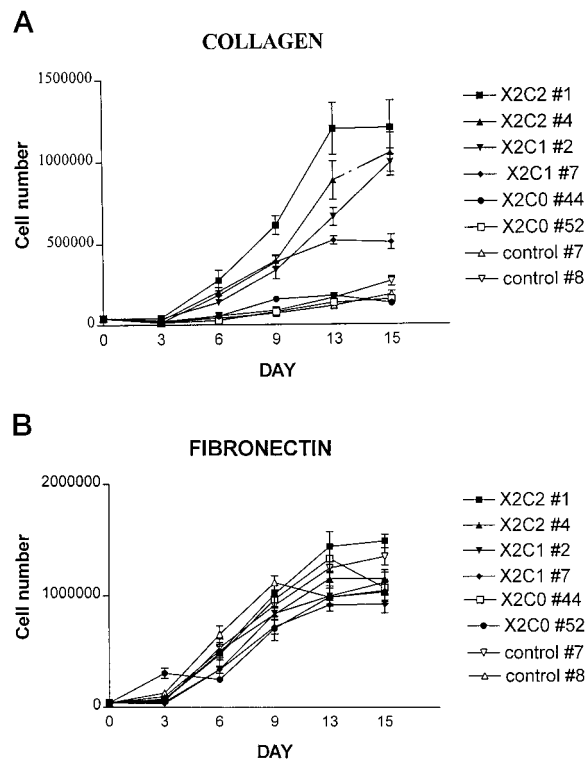 A
COLLAGEN
Cell number
1500000
1000000
500000
0
0 3 6 9 13 15
DAY
X2C2 #1
X2C2 #4
X2C1 #2
X2C1 #7
X2C0 #44
X2C0 #52
control #7
control #8
B
FIBRONECTIN
Cell number
2000000
1000000
0
0 3 6 9 13 15
DAY
X2C2 #1
X2C2 #4
X2C1 #2
X2C1 #7
X2C0 #44
X2C0 #52
control #7
control #8